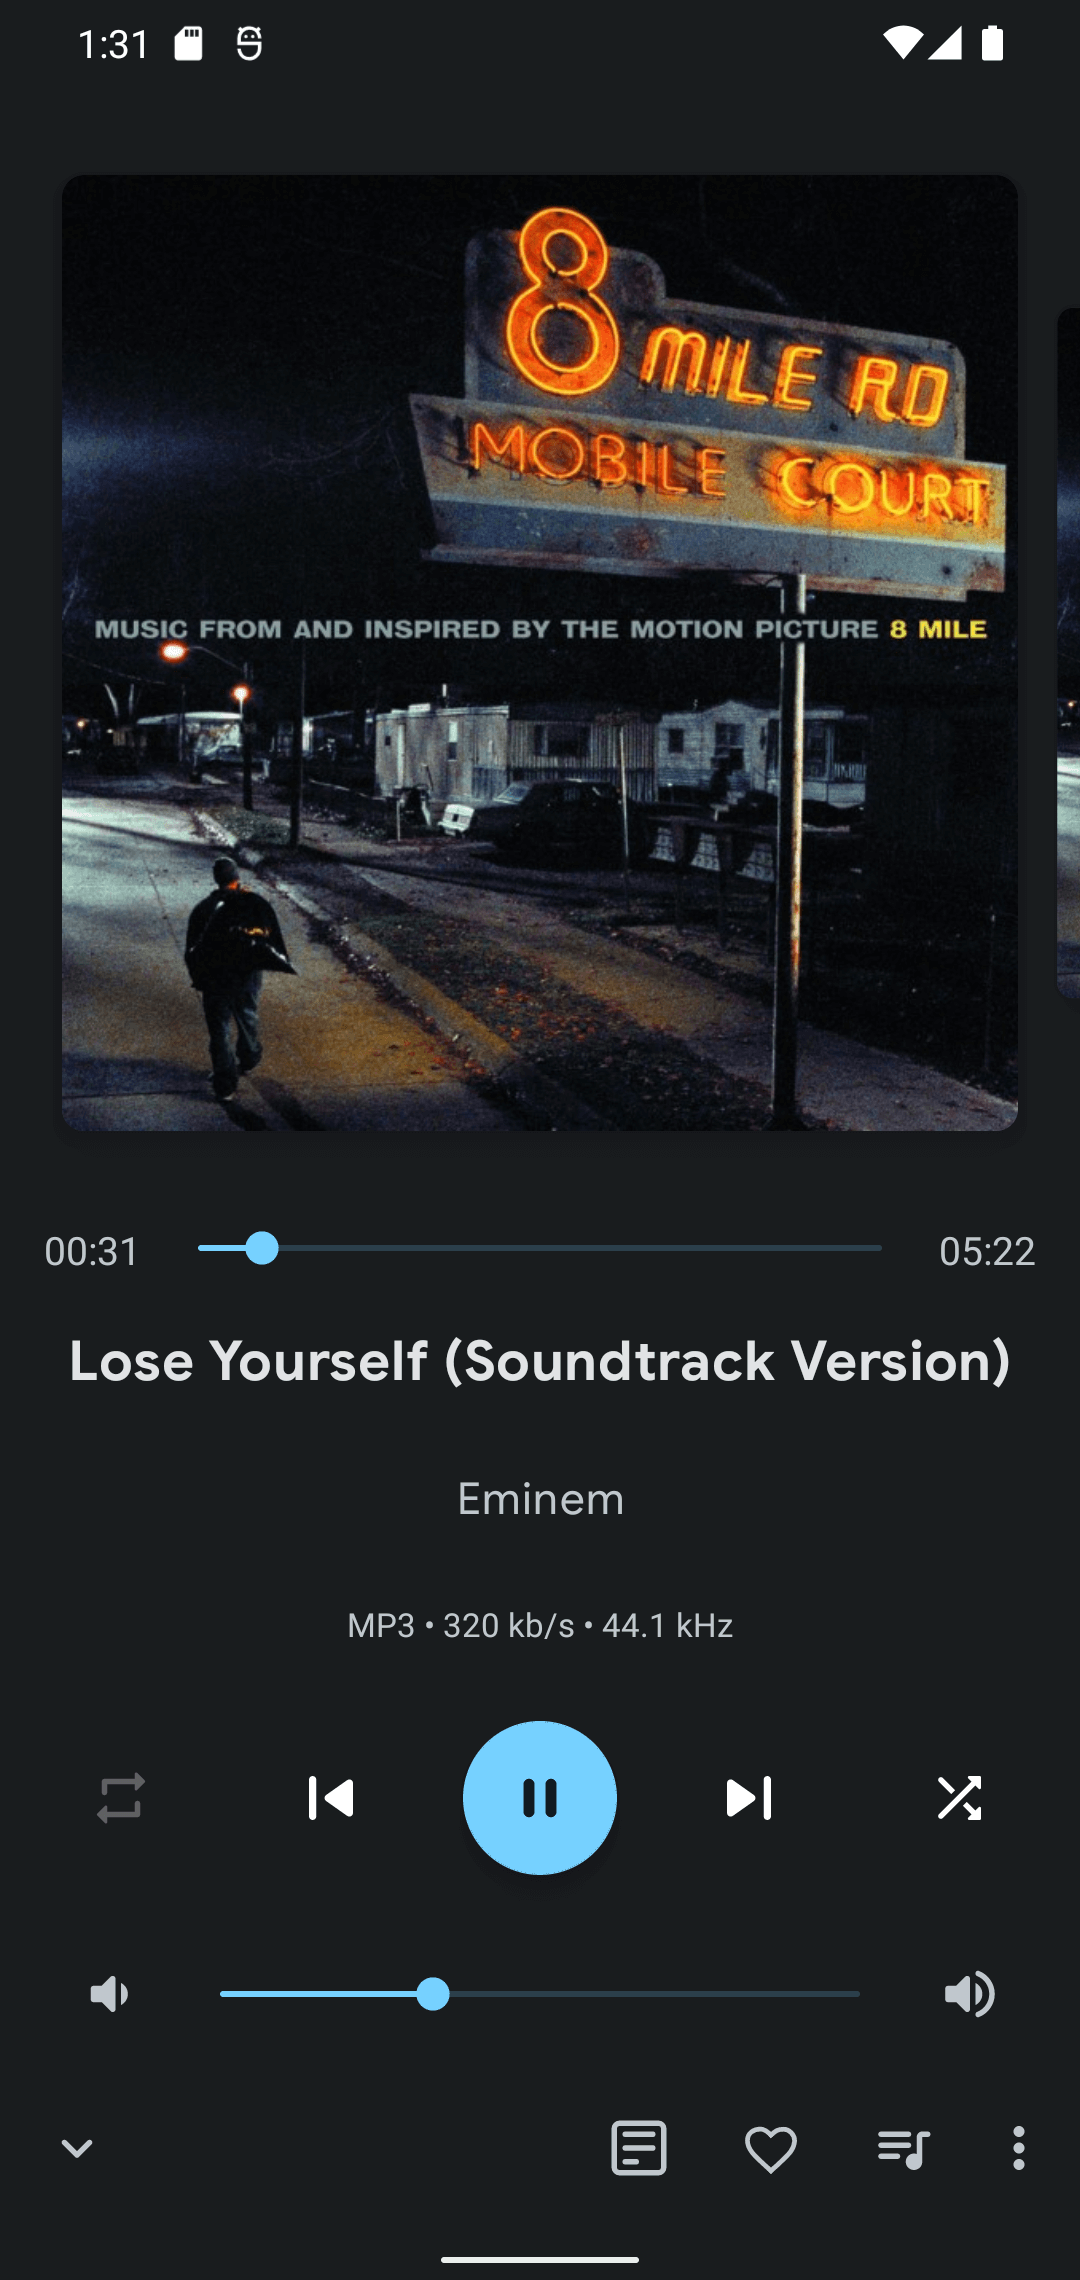 1:31
8 MILE RD
MOBILE COURT
MUSIC FROM AND INSPIRED BY THE MOTION PICTURE 8 MILE
00:31
05:22
Lose Yourself (Soundtrack Version)
Eminem
MP3 • 320 kb/s • 44.1 kHz